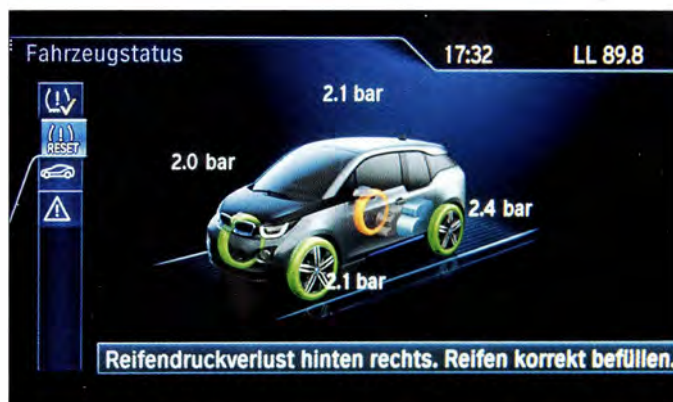 Fahrzeugstatus 17:32 LL 89.8
2.1 bar
RESET
2.0 bar
2.4 bar
2.1 bar
Reifendruckverlust hinten rechts. Reifen korrekt befüllen.